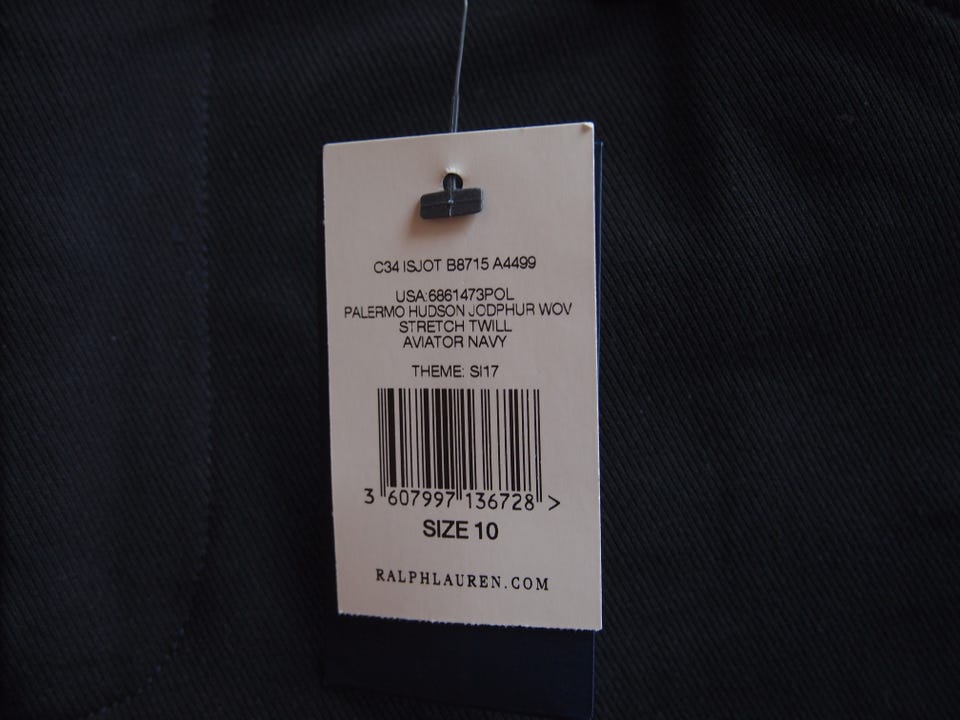 C34 ISJOT B8715 A4499
USA:6861473POL
PALERMO HUDSON JODPHUR WOV
STRETCH TWILL
AVIATOR NAVY
THEME: SI17
3 607997 136728 >
SIZE 10
RALPHLAUREN.COM